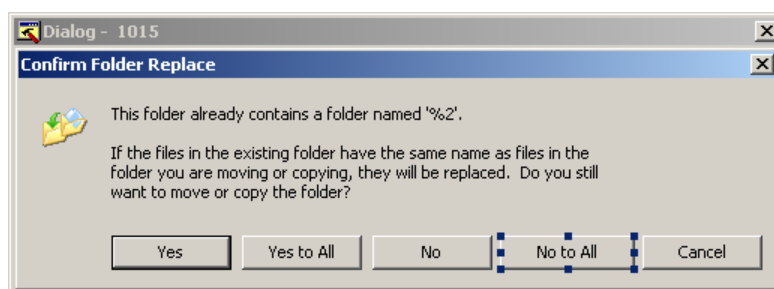 Dialog - 1015
Confirm Folder Replace
This folder already contains a folder named '%2'.
If the files in the existing folder have the same name as files in the
folder you are moving or copying, they will be replaced.  Do you still
want to move or copy the folder?
Yes Yes to All No No to All Cancel